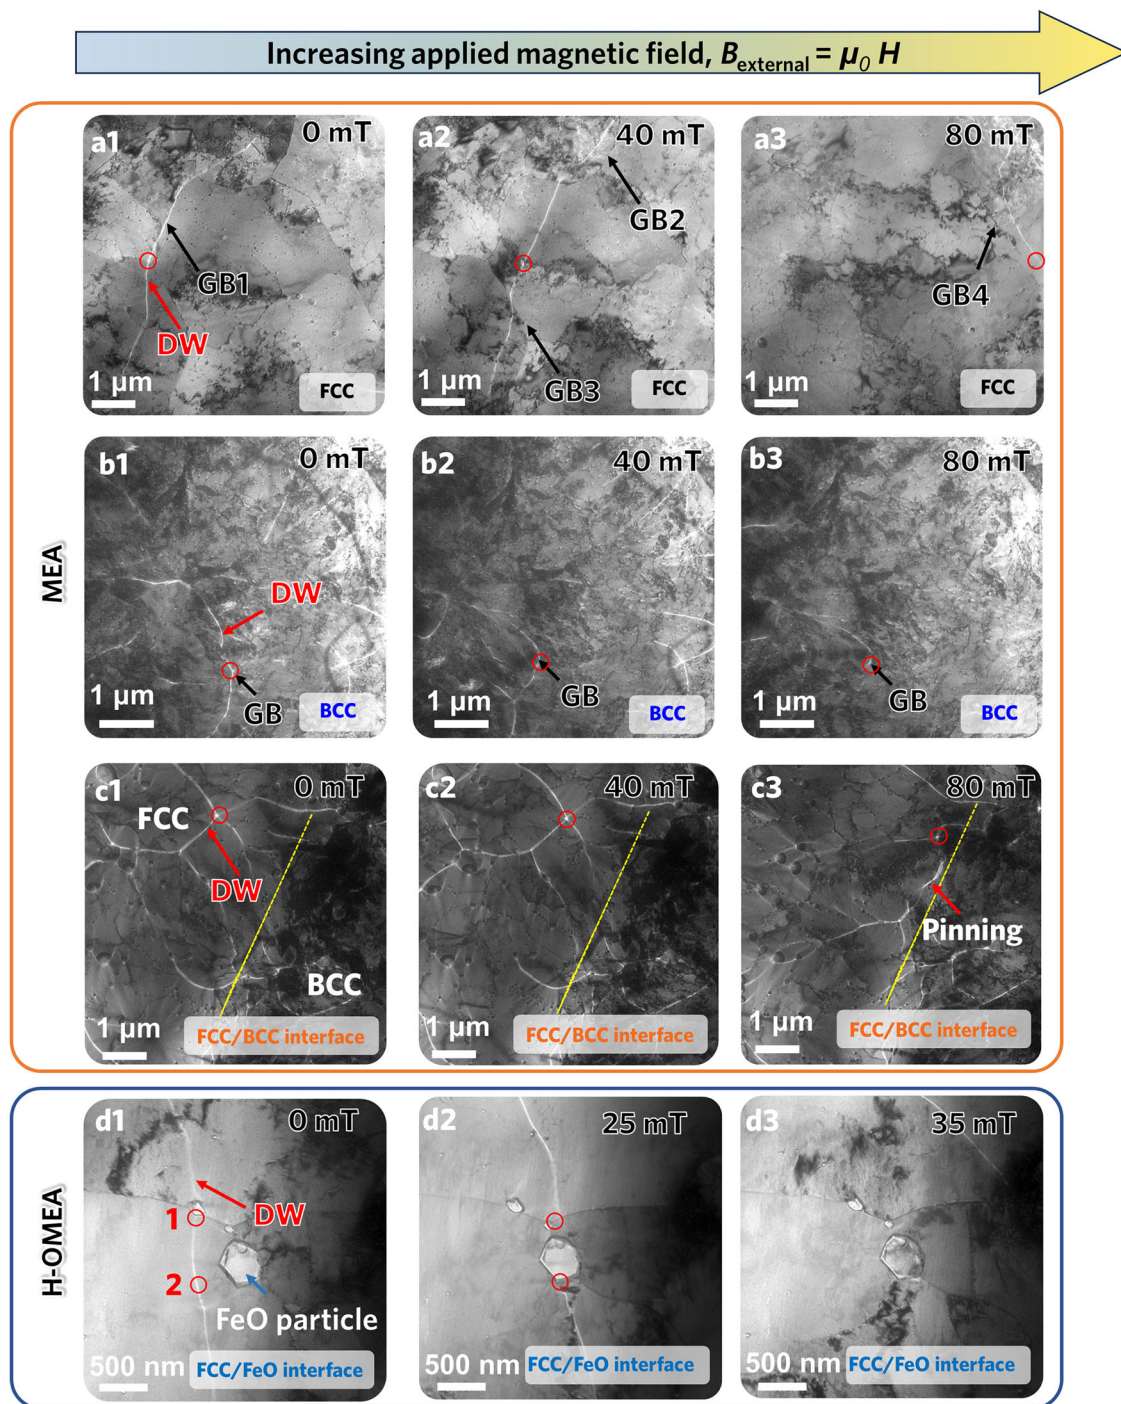 Increasing applied magnetic field, B external = μ0 H
MEA
a1
0 mT
GB1
DW
1 μm
FCC
a2
40 mT
GB2
GB3
1 μm
FCC
a3
80 mT
GB4
1 μm
FCC
b1
0 mT
DW
GB
1 μm
BCC
b2
40 mT
GB
1 μm
BCC
b3
80 mT
GB
1 μm
BCC
c1
0 mT
FCC
DW
BCC
1 μm
FCC/BCC interface
c2
40 mT
1 μm
FCC/BCC interface
c3
80 mT
Pinning
1 μm
FCC/BCC interface
H-OMEA
d1
0 mT
1
DW
2
FeO particle
500 nm
FCC/FeO interface
d2
25 mT
500 nm
FCC/FeO interface
d3
35 mT
500 nm
FCC/FeO interface